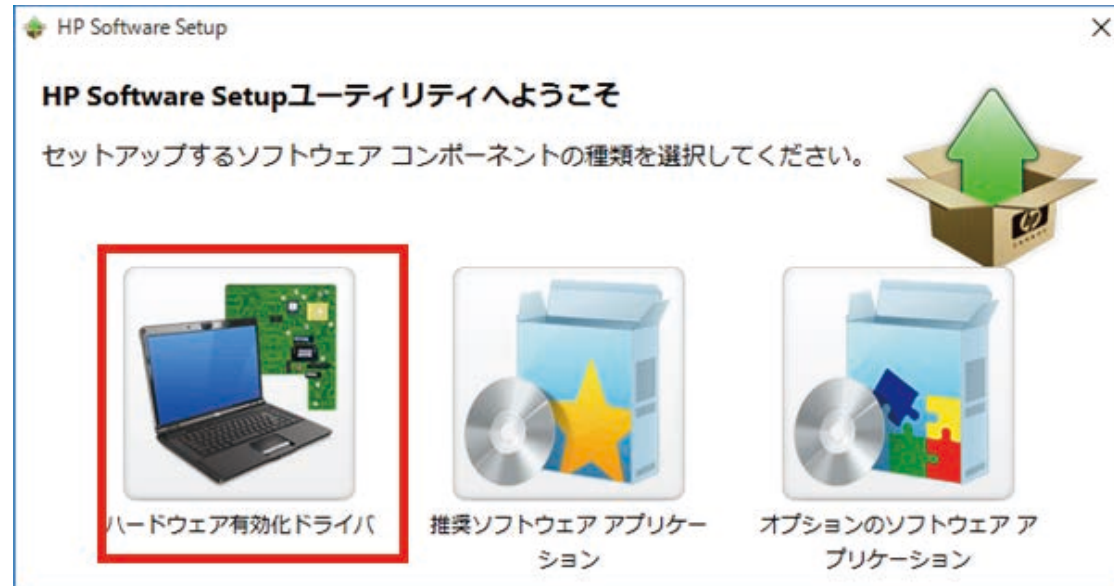 HP Software Setup
HP Software Setupユーティリティへようこそ
セットアップするソフトウェア コンポーネントの種類を選択してください。
hp
ハードウェア有効化ドライバ
推奨ソフトウェア アプリケー
ション
オプションのソフトウェア ア
プリケーション